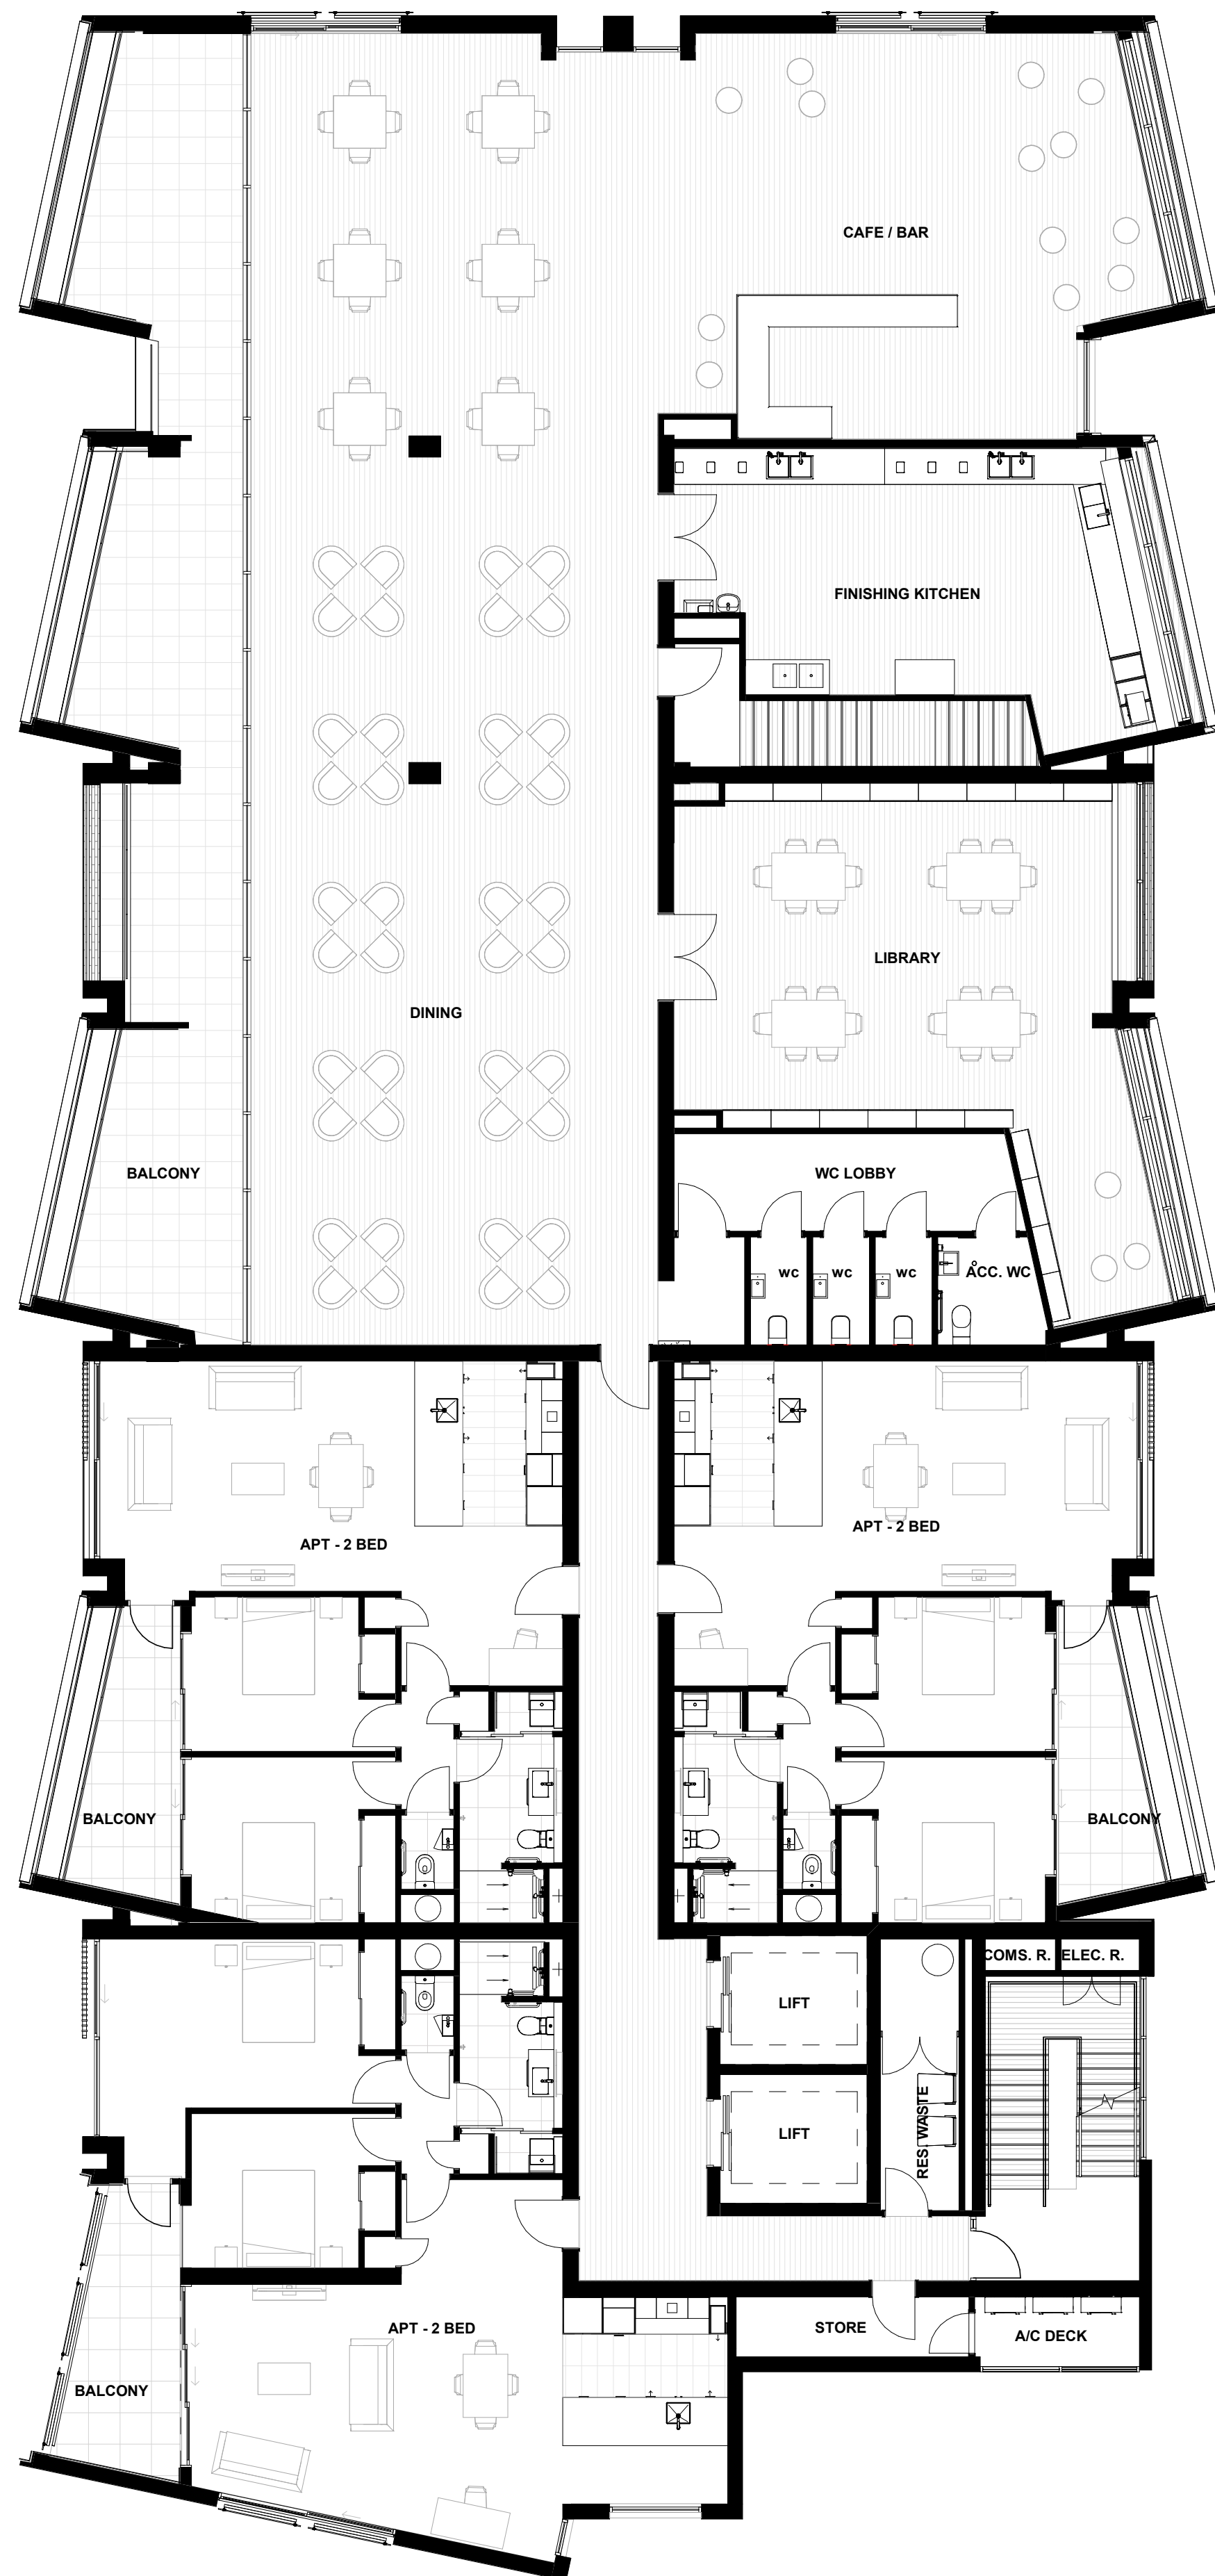 CAFE / BAR
FINISHING KITCHEN
LIBRARY
DINING
BALCONY
WC LOBBY
WC
WC
WC
ACC. WC
APT - 2 BED
APT - 2 BED
BALCONY
BALCONY
COMS. R.
ELEC. R.
LIFT
RES. WASTE
LIFT
APT - 2 BED
STORE
A/C DECK
BALCONY